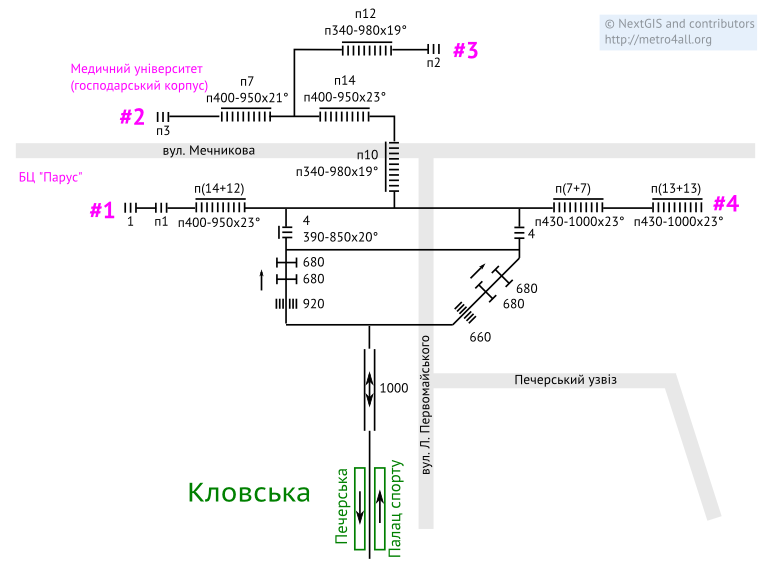 п12
п340-980x19°
© NextGIS and contributors
http://metro4all.org
#3
п2
Медичний університет
(господарський корпус)
п7
п14
п400-950x21°
п400-950x23°
#2
п3
вул. Мечникова
п10
п340-980x19°
БЦ "Парус"
п(14+12)
п(7+7)
п(13+13)
#1
#4
1
п1
п400-950x23°
4
п430-1000x23°
п430-1000x23°
390-850x20°
4
680
680
680
680
920
660
вул. Л. Первомайського
Печерський узвіз
1000
Кловська
Печерська
Палац спорту